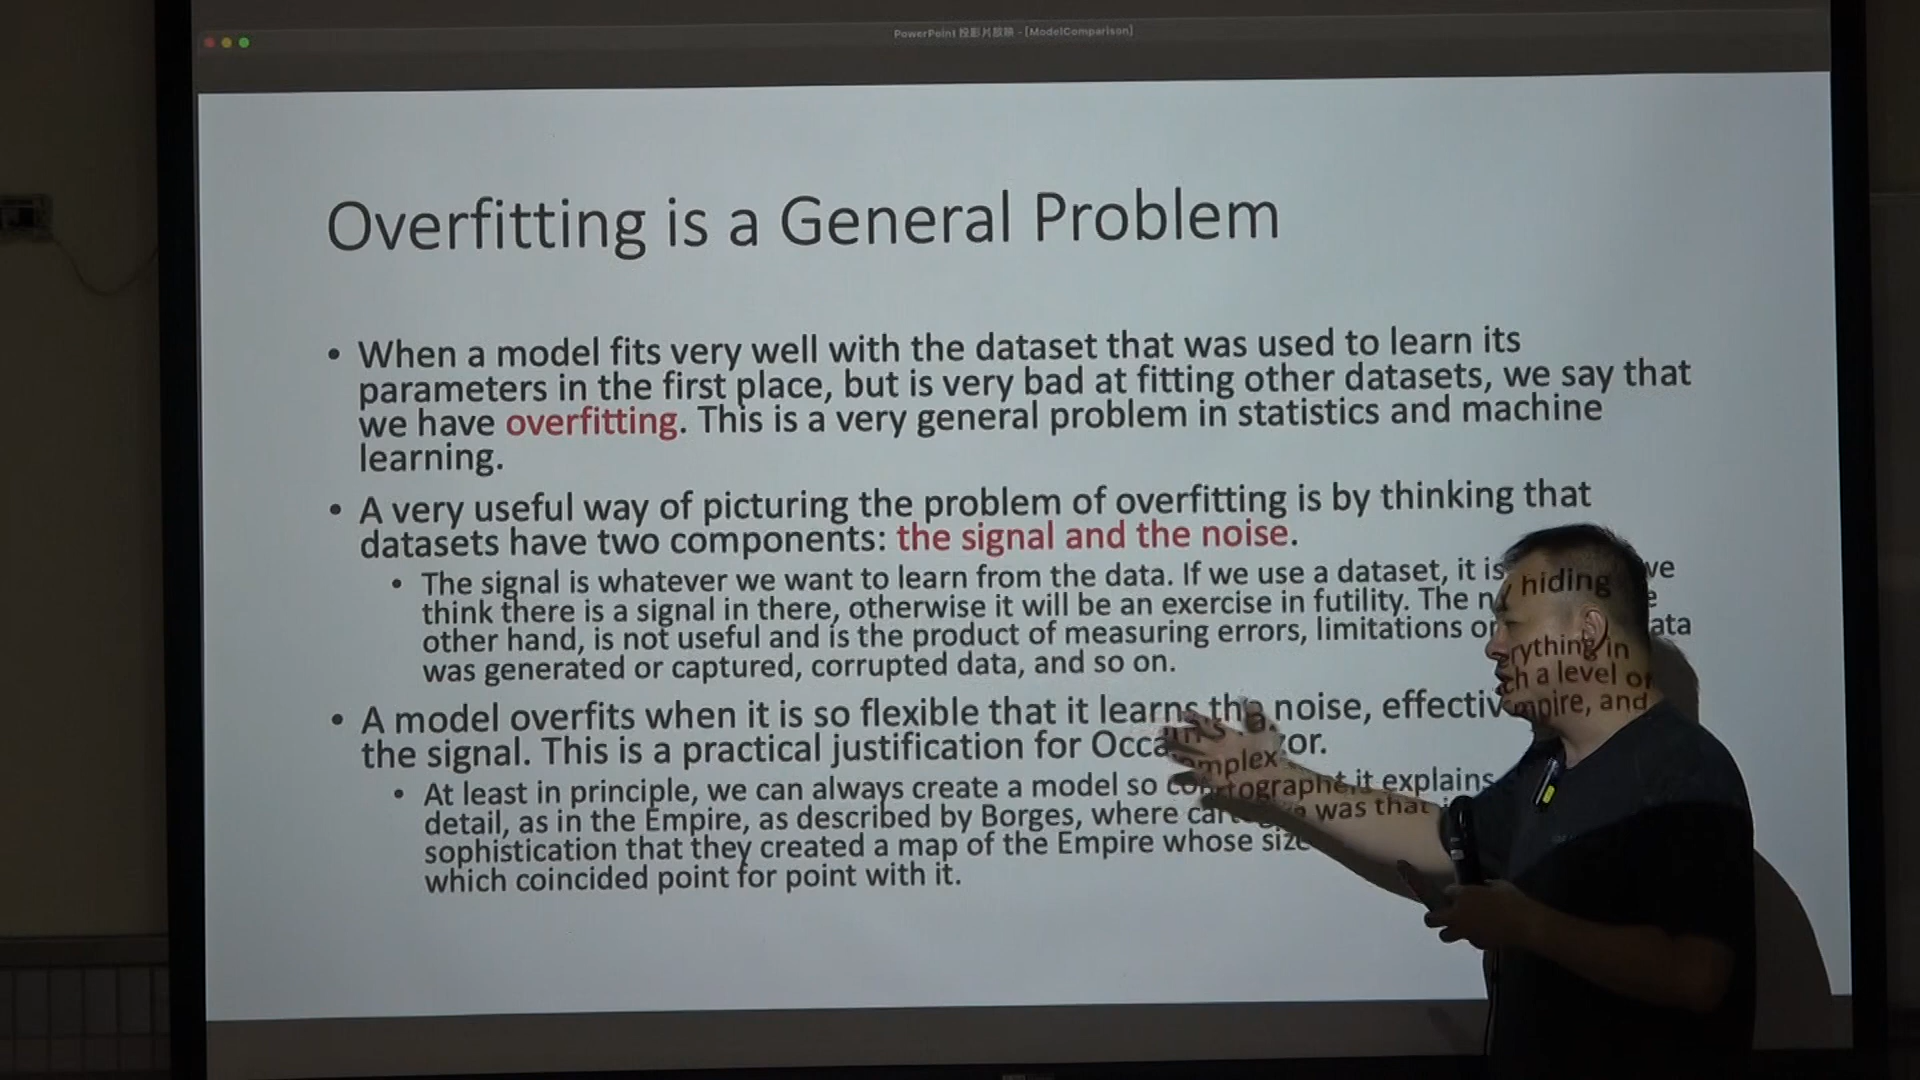 PowerPoint 投影片放映 - [ModelComparison]
Overfitting is a General Problem
• When a model fits very well with the dataset that was used to learn its
parameters in the first place, but is very bad at fitting other datasets, we say that
we have overfitting. This is a very general problem in statistics and machine
learning.
• A very useful way of picturing the problem of overfitting is by thinking that
datasets have two components: the signal and the noise.
• The signal is whatever we want to learn from the data. If we use a dataset, it is
think there is a signal in there, otherwise it will be an exercise in futility. The
other hand, is not useful and is the product of measuring errors, limitations
was generated or captured, corrupted data, and so on.
• A model overfits when it is so flexible that it learns the noise, hiding
the signal. This is a practical justification for
• At least in principle, we can always create a model so complex it explains everything in
detail, as in the Empire, as described by Borges, where was that
sophistication that they created a map of the Empire whose
which coincided point for point with it.